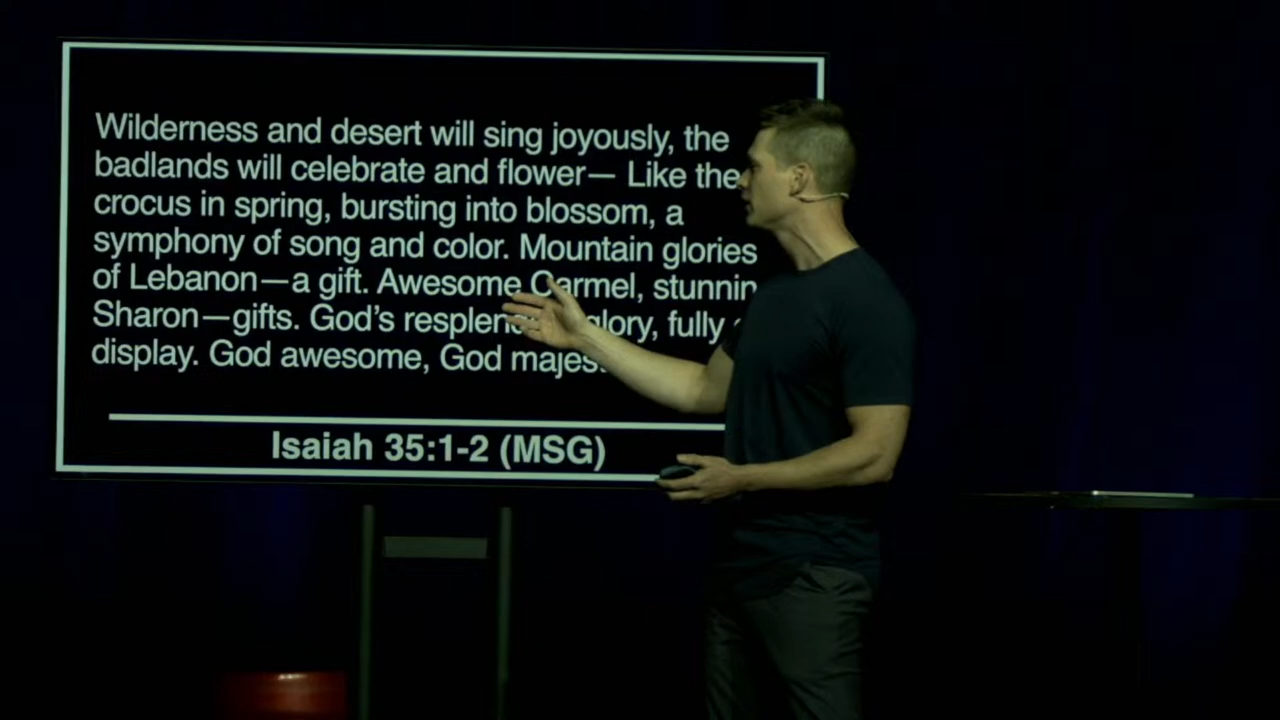 Wilderness and desert will sing joyously, the
badlands will celebrate and flower— Like the
crocus in spring, bursting into blossom, a
symphony of song and color. Mountain glories
of Lebanon—a gift. Awesome Carmel,
Sharon—gifts. God's glory, fully
display. God awesome, God
Isaiah 35:1-2 (MSG)